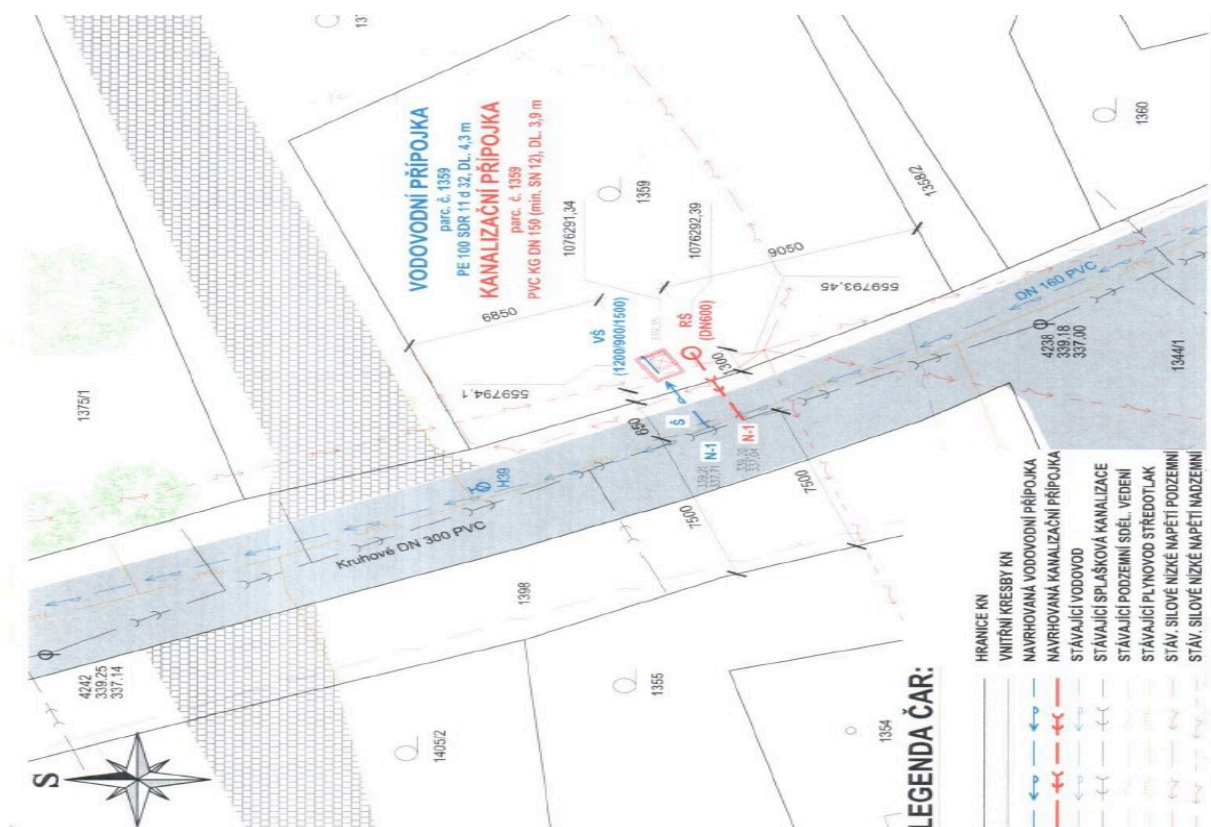 VODOVODNÍ PŘÍPOJKA
parc. č. 1359
PE 100 SDR 11 d 32, DL. 4,3 m
KANALIZAČNÍ PŘÍPOJKA
parc. č. 1359
PVC KG DN 150 (min. SN 12), DL. 3,9 m
1375/1
1359
1360
1358/2
1076291,34
1076292,39
6850
9050
VŠ
(1200/900/1500)
RŠ
(DN600)
559794,1
559793,45
DN 160 PVC
4238
339.18
337.00
1344/1
650
Š
N-1
N-1
7500
7500
H39
Kruhové DN 300 PVC
1398
4242
339.25
337.14
1355
1405/2
1354
S
LEGENDA ČAR:
HRANICE KN
VNITŘNÍ KRESBY KN
NAVRHOVANÁ VODOVODNÍ PŘÍPOJKA
NAVRHOVANÁ KANALIZAČNÍ PŘÍPOJKA
STÁVAJÍCÍ VODOVOD
STÁVAJÍCÍ SPLAŠKOVÁ KANALIZACE
STÁVAJÍCÍ PODZEMNÍ SDĚL. VEDENÍ
STÁVAJÍCÍ PLYNOVOD STŘEDOTLAK
STÁV. SILOVÉ NÍZKÉ NAPĚTÍ PODZEMNÍ
STÁV. SILOVÉ NÍZKÉ NAPĚTÍ NADZEMNÍ